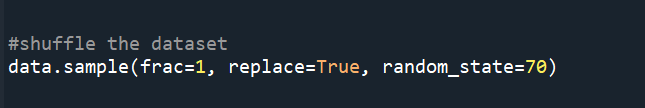 #shuffle the dataset
data.sample(frac=1, replace=True, random_state=70)